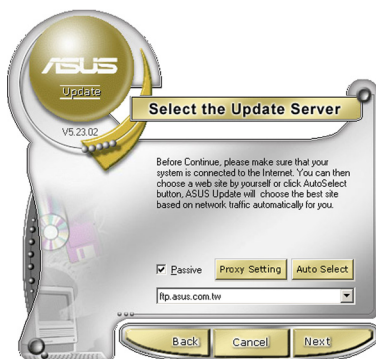 ASUS
Update
V5.23.02
Select the Update Server
Before Continue, please make sure that your
system is connected to the Internet. You can then
choose a web site by yourself or click AutoSelect
button, ASUS Update will choose the best site
based on network traffic automatically for you.
Passive
Proxy Setting
Auto Select
ftp.asus.com.tw
Back
Cancel
Next